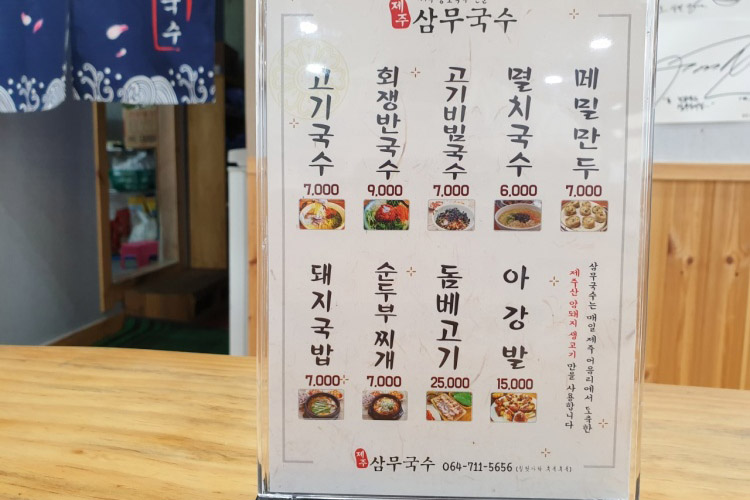 국수
제주
삼무국수
고기국수
7,000
회쟁반국수
9,000
고기비빔국수
7,000
멸치국수
6,000
메밀만두
7,000
돼지국밥
7,000
순두부찌개
7,000
돔베고기
25,000
아강발
15,000
삼무국수는 매일 제주 어음리에서 도축한
제주산 암돼지 생고기 만을 사용합니다
제주 삼무국수 064-711-5656